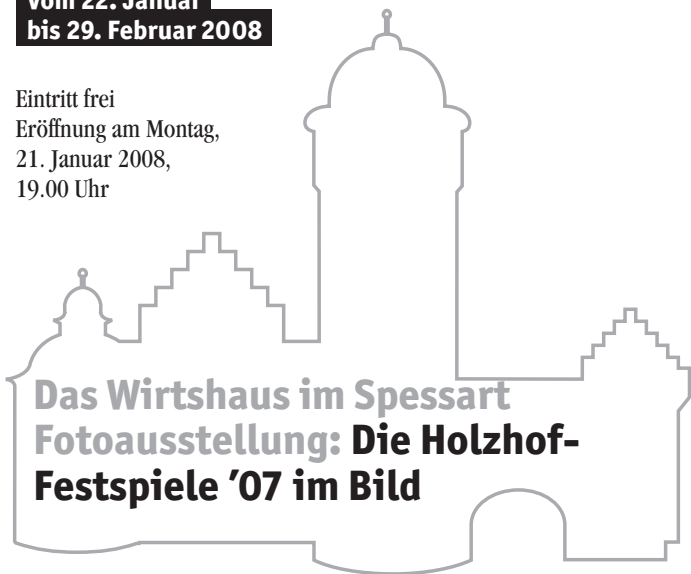 vom 22. Januar
bis 29. Februar 2008
Eintritt frei
Eröffnung am Montag,
21. Januar 2008,
19.00 Uhr
Das Wirtshaus im Spessart
Fotoausstellung: Die Holzhof-
Festspiele ’07 im Bild